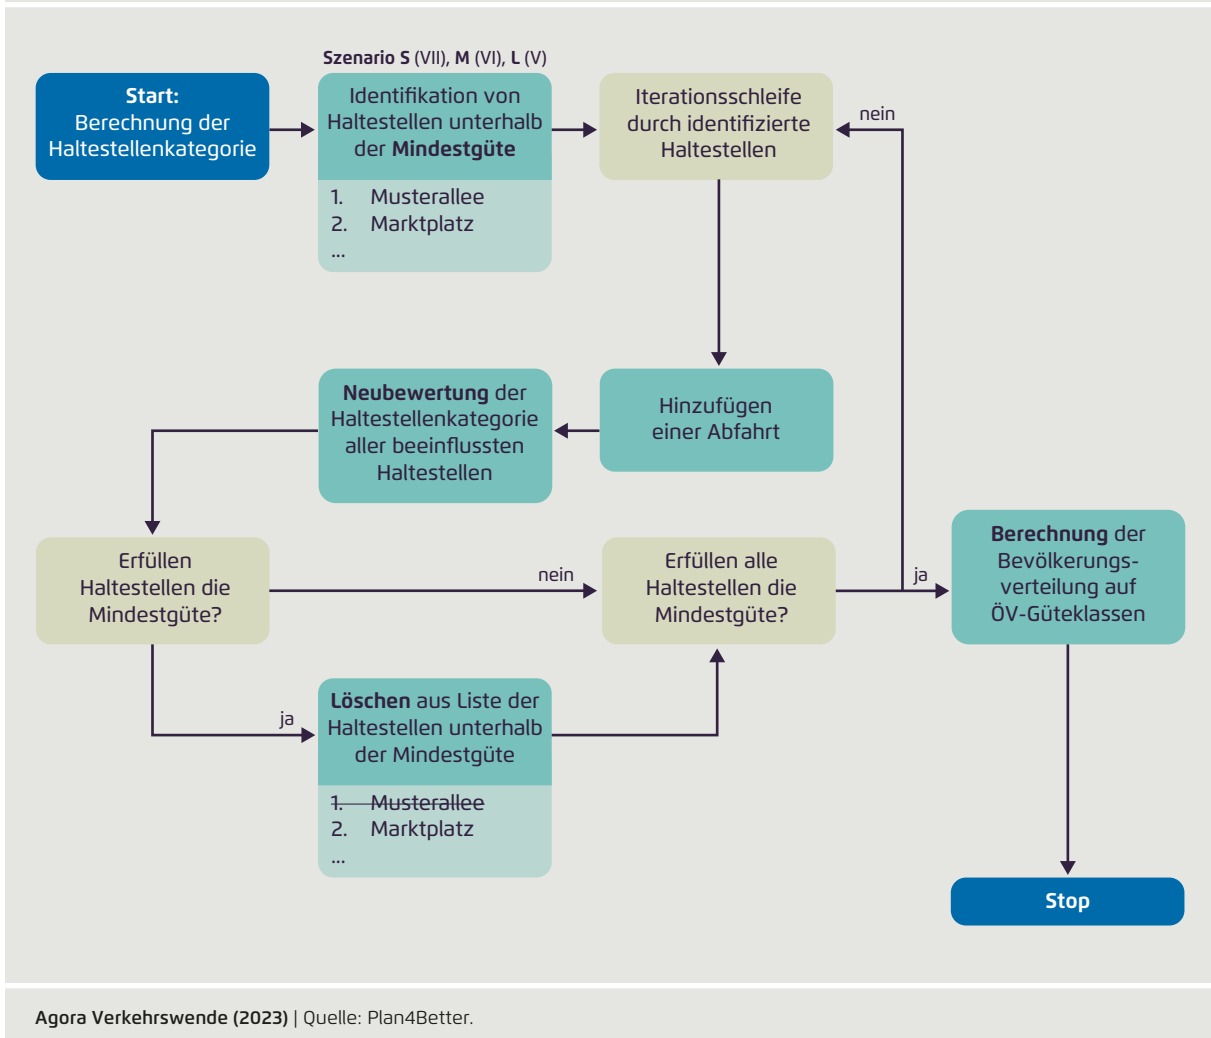 Szenario S (VII), M (VI), L (V)
Start:
Berechnung der
Haltestellenkategorie
Identifikation von
Haltestellen unterhalb
der Mindestgüte
1. Musterallee
2. Marktplatz
...
Iterationsschleife
durch identifizierte
Haltestellen
nein
Hinzufügen
einer Abfahrt
Neubewertung der
Haltestellenkategorie
aller beeinflussten
Haltestellen
Erfüllen
Haltestellen die
Mindestgüte?
nein
Erfüllen alle
Haltestellen die
Mindestgüte?
ja
Berechnung der
Bevölkerungs-
verteilung auf
ÖV-Güteklassen
ja
Löschen aus Liste der
Haltestellen unterhalb
der Mindestgüte
1. Musterallee
2. Marktplatz
...
Stop
Agora Verkehrswende (2023) | Quelle: Plan4Better.